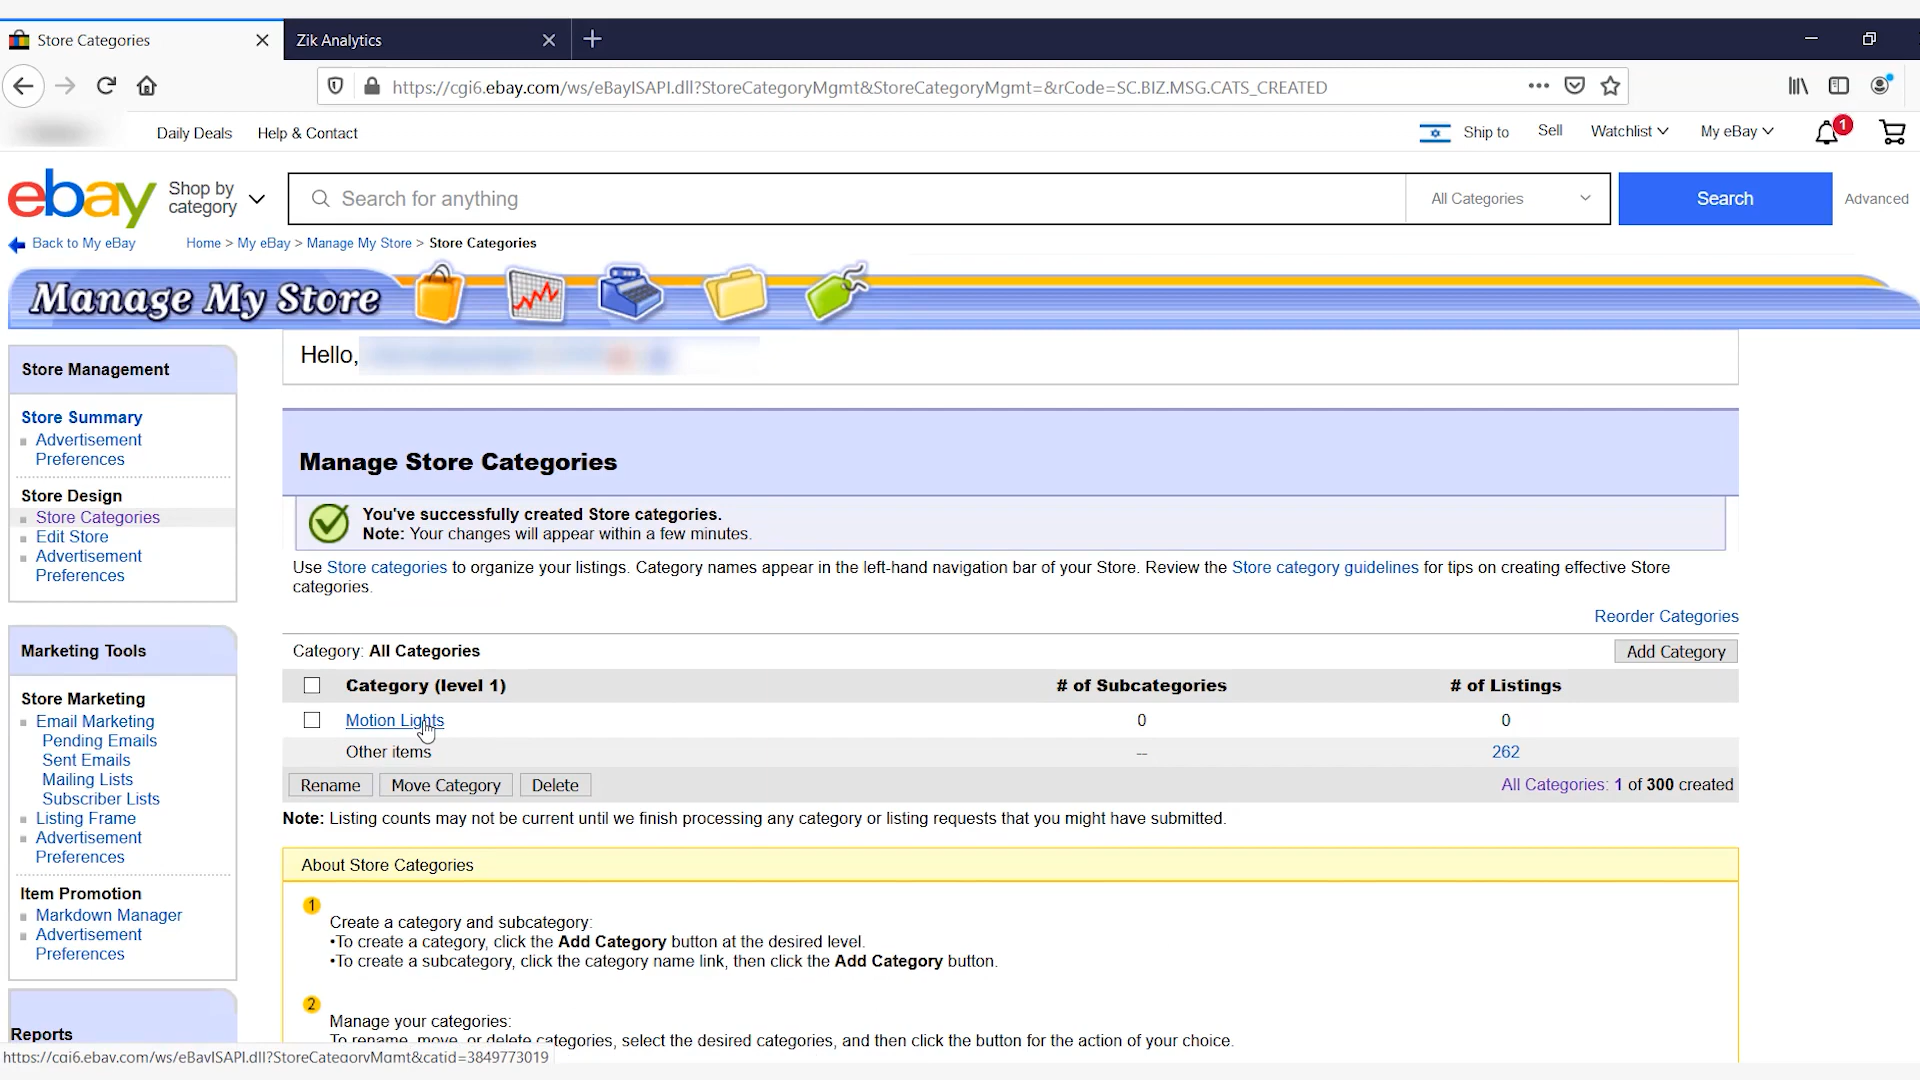 Store Categories
Zik Analytics
https://cgi6.ebay.com/ws/eBayISAPI.dll?StoreCategoryMgmt&StoreCategoryMgmt=&rCode=SC.BIZ.MSG.CATS_CREATED
Daily Deals Help & Contact
Ship to Sell Watchlist My eBay 1
ebay
Shop by
category
Search for anything
All Categories
Search
Advanced
Back to My eBay
Home > My eBay > Manage My Store > Store Categories
Manage My Store
Hello,
Store Management
Store Summary
Advertisement
Preferences
Store Design
Store Categories
Edit Store
Advertisement
Preferences
Marketing Tools
Store Marketing
Email Marketing
Pending Emails
Sent Emails
Mailing Lists
Subscriber Lists
Listing Frame
Advertisement
Preferences
Item Promotion
Markdown Manager
Advertisement
Preferences
Reports
Manage Store Categories
You've successfully created Store categories.
Note: Your changes will appear within a few minutes.
Use Store categories to organize your listings. Category names appear in the left-hand navigation bar of your Store. Review the Store category guidelines for tips on creating effective Store
categories.
Reorder Categories
Category: All Categories
Add Category
Category (level 1) # of Subcategories # of Listings
Motion Lights 0 0
Other items -- 262
Rename Move Category Delete
All Categories: 1 of 300 created
Note: Listing counts may not be current until we finish processing any category or listing requests that you might have submitted.
About Store Categories
1
Create a category and subcategory:
•To create a category, click the Add Category button at the desired level.
•To create a subcategory, click the category name link, then click the Add Category button.
2
Manage your categories:
To rename, move, or delete categories, select the desired categories, and then click the button for the action of your choice.
https://cgi6.ebay.com/ws/eBayISAPI.dll?StoreCategoryMgmt&catid=3849773019